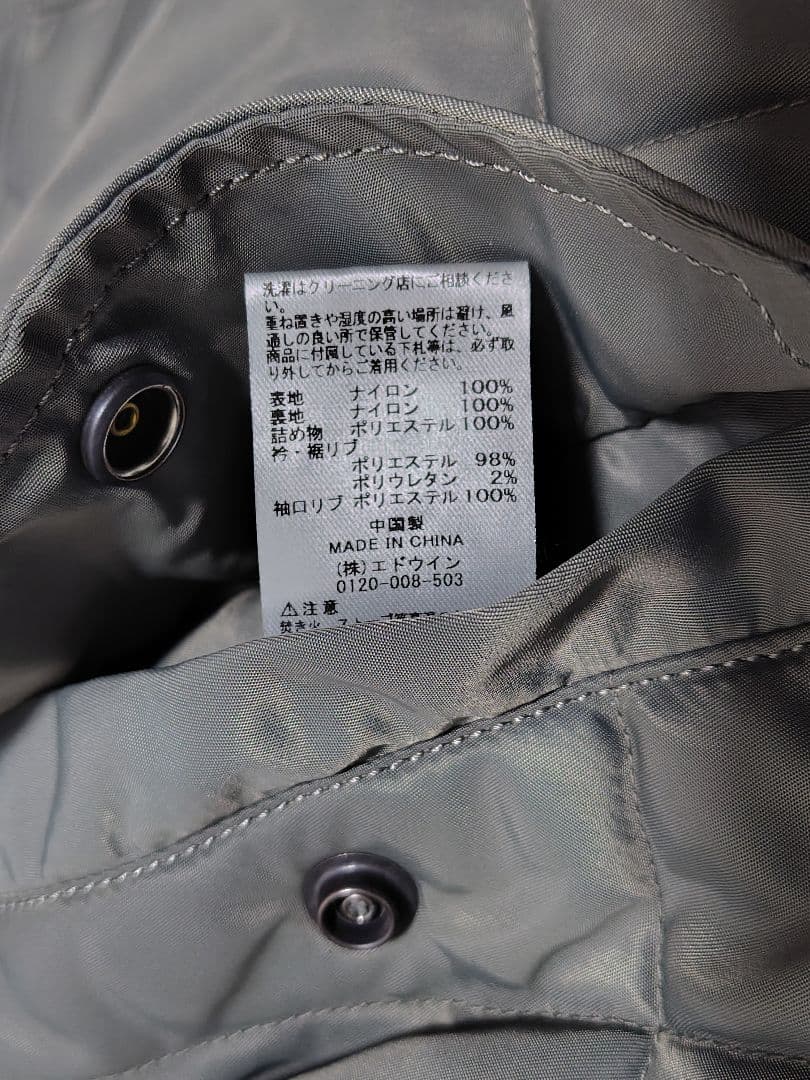 洗濯はクリーニング店にご相談くださ
い。
重ね置きや湿度の高い場所は避け、風
通しの良い所で保管してください。
商品に付属している下札等は、必ず取
り外してからご着用ください。
表地 ナイロン 100%
裏地 ナイロン 100%
詰め物 ポリエステル 100%
衿・裾リブ
ポリエステル 98%
ポリウレタン 2%
袖口リブ ポリエステル 100%
中国製
MADE IN CHINA
(株)エドウイン
0120-008-503
⚠注意
焚き火